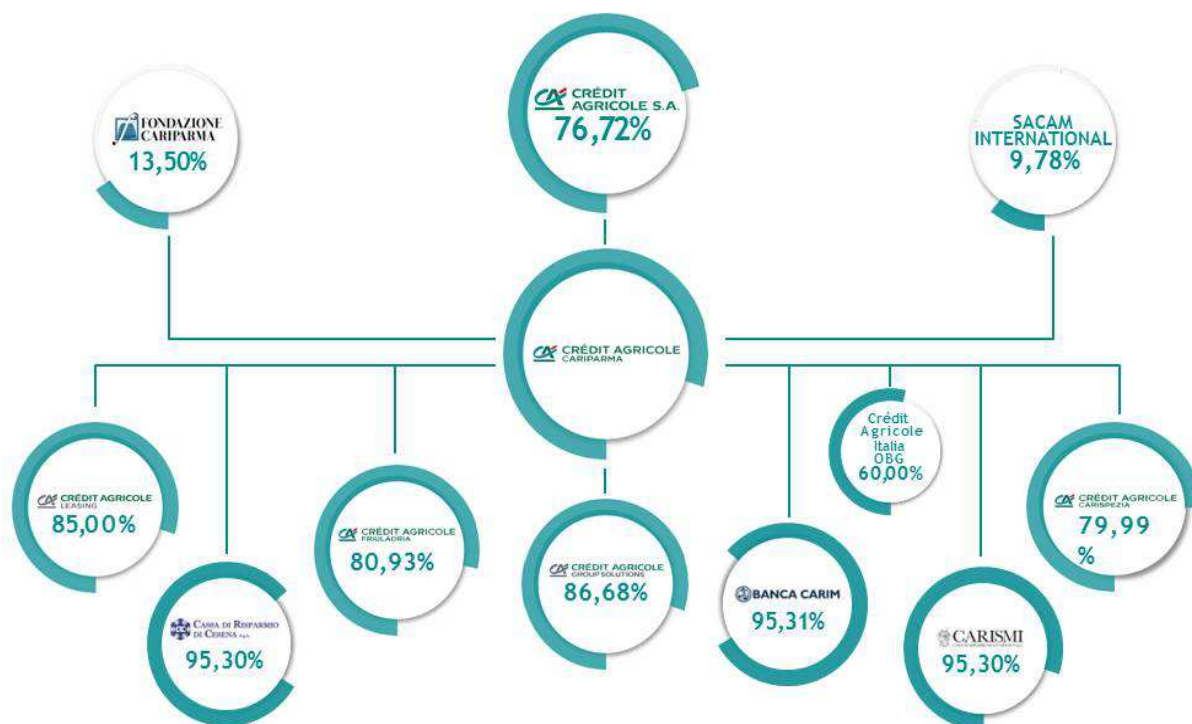 CRÉDIT
AGRICOLE S.A.
76,72%
FONDAZIONE
CARIPARMA
13,50%
SACAM
INTERNATIONAL
9,78%
CRÉDIT AGRICOLE
CARIPARMA
CRÉDIT AGRICOLE
LEASING
85,00%
CASSA DI RISPARMIO
DI CESENA S.p.A.
95,30%
CRÉDIT AGRICOLE
FRIULADRIA
80,93%
CRÉDIT AGRICOLE
GROUP SOLUTIONS
86,68%
BANCA CARIM
95,31%
Crédit
Agricole
Italia
OBG
60,00%
CARISMI
95,30%
CRÉDIT AGRICOLE
CARISPEZIA
79,99
%